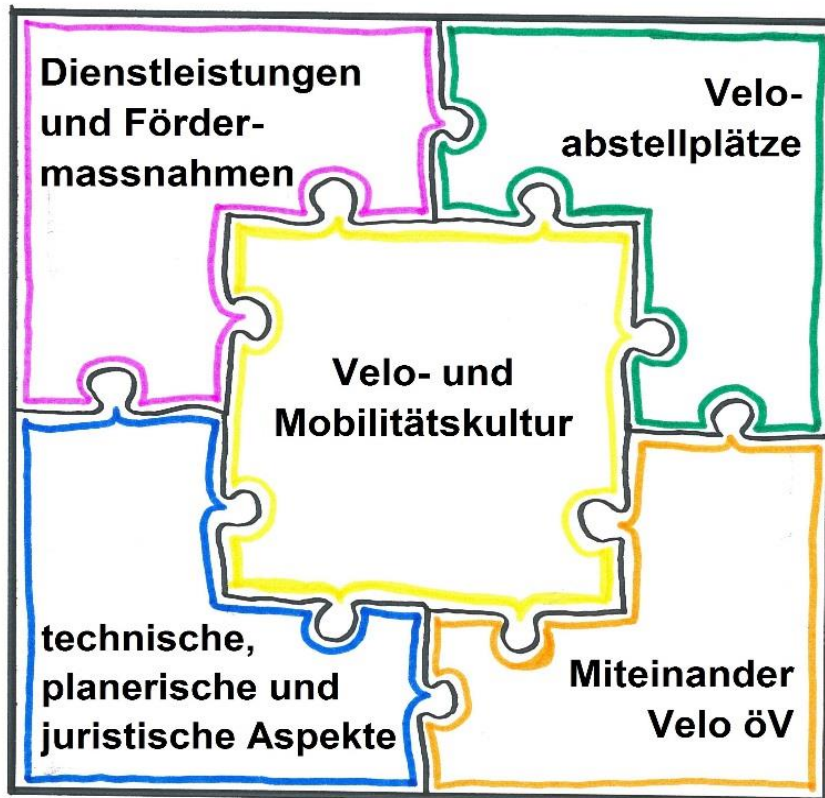 Dienstleistungen
und Förder-
massnahmen
Velo-
abstellplätze
Velo- und
Mobilitätskultur
technische,
planerische und
juristische Aspekte
Miteinander
Velo öV